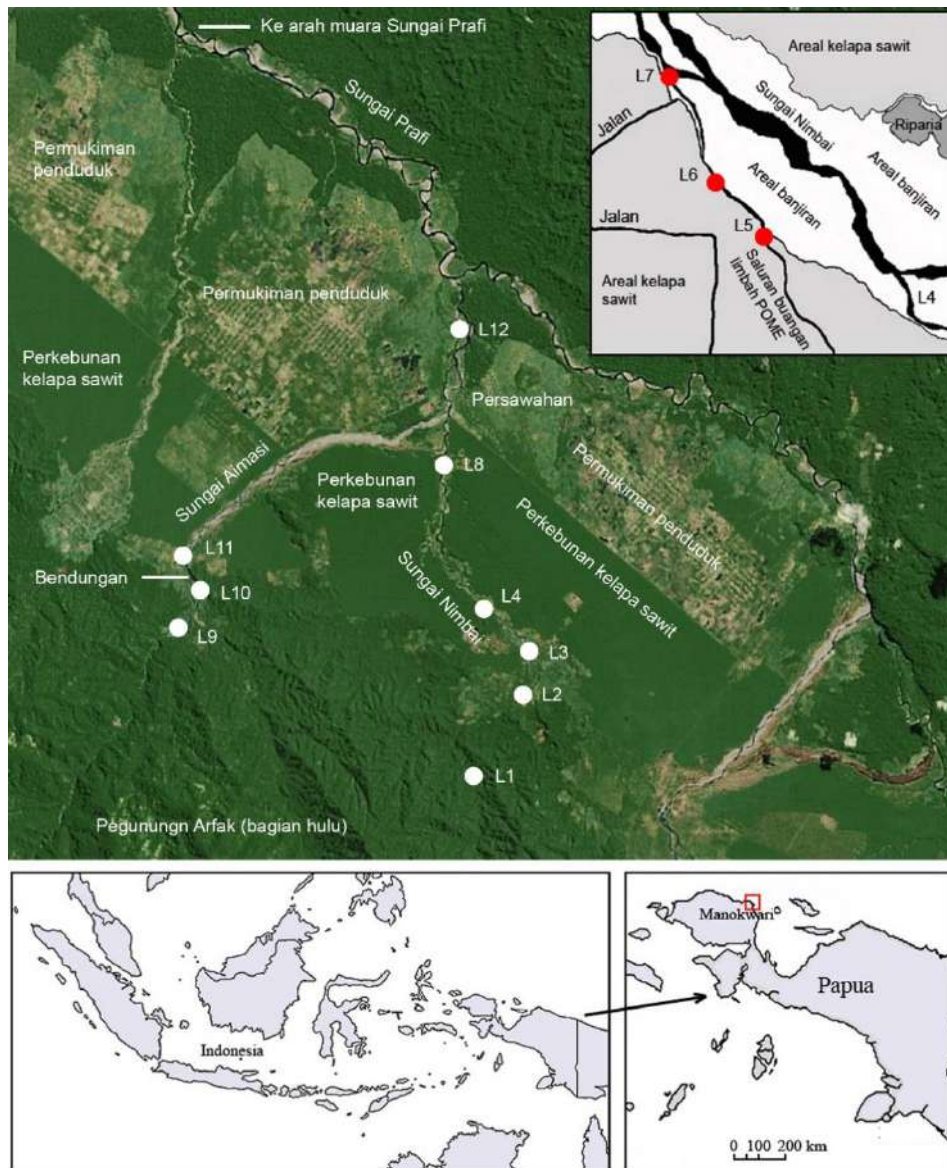 Ke arah muara Sungai Prafi
Sungai Prafi
Permukiman
penduduk
Permukiman penduduk
Perkebunan
kelapa sawit
L12
Persawahan
L8
Sungai Aimasi
Perkebunan
kelapa sawit
Permukiman penduduk
Perkebunan kelapa sawit
L11
Bendungan
L10
L9
Sungai Nimbai
L4
L3
L2
L1
Pegunungn Arfak (bagian hulu)
Areal kelapa sawit
L7
Sungai Nimbai
Riparia
Jalan
Areal banjiran
Areal banjiran
L6
Jalan
L5
Saluran buangan
limbah POME
Areal kelapa
sawit
L4
Indonesia
Manokwari
Papua
0 100 200 km